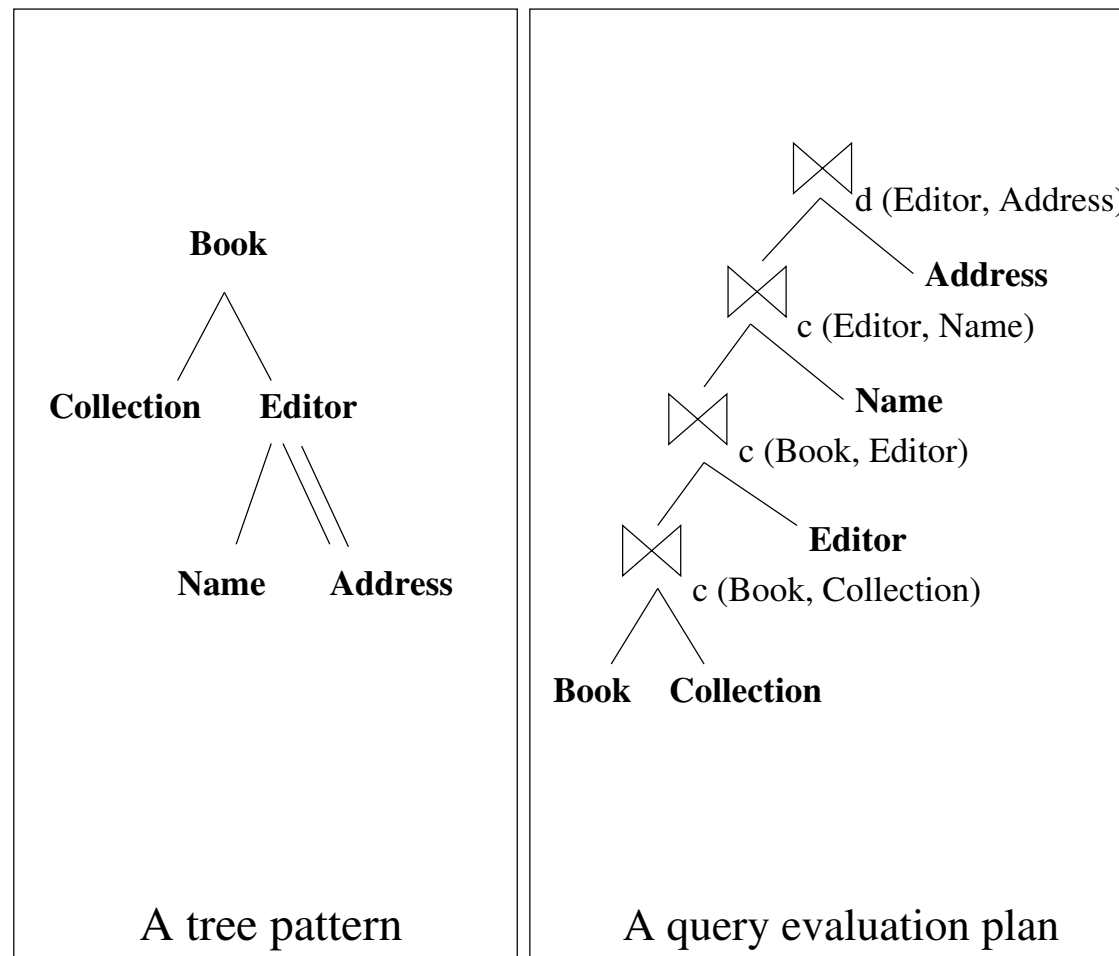 Book
Collection Editor
Name Address
A tree pattern
d (Editor, Address)
Address
c (Editor, Name)
Name
c (Book, Editor)
Editor
c (Book, Collection)
Book Collection
A query evaluation plan